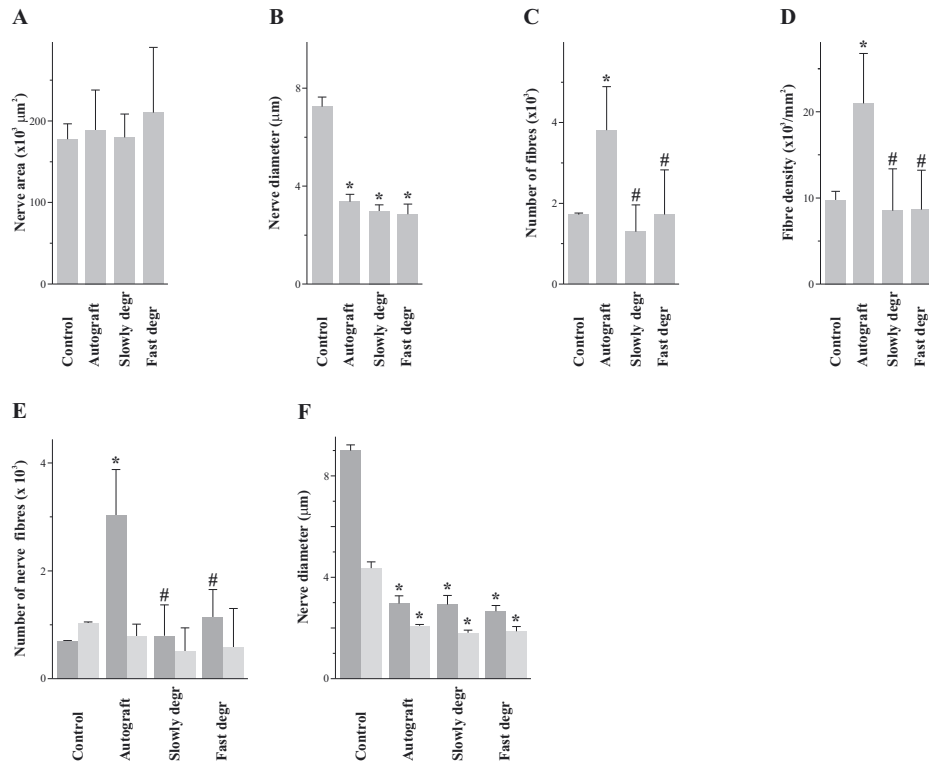 A
B
C
D
Nerve area (x10³ μm²)
200
100
0
Control
Autograft
Slowly degr
Fast degr
Nerve diameter (μm)
8
4
0
*
*
*
Control
Autograft
Slowly degr
Fast degr
Number of fibres (x10³)
4
2
0
*
#
#
Control
Autograft
Slowly degr
Fast degr
Fibre density (x10³/mm²)
20
10
0
*
#
#
Control
Autograft
Slowly degr
Fast degr
E
F
Number of nerve fibres (x 10³)
4
2
0
*
#
#
Control
Autograft
Slowly degr
Fast degr
Nerve diameter (μm)
8
4
0
*
*
*
*
*
*
Control
Autograft
Slowly degr
Fast degr